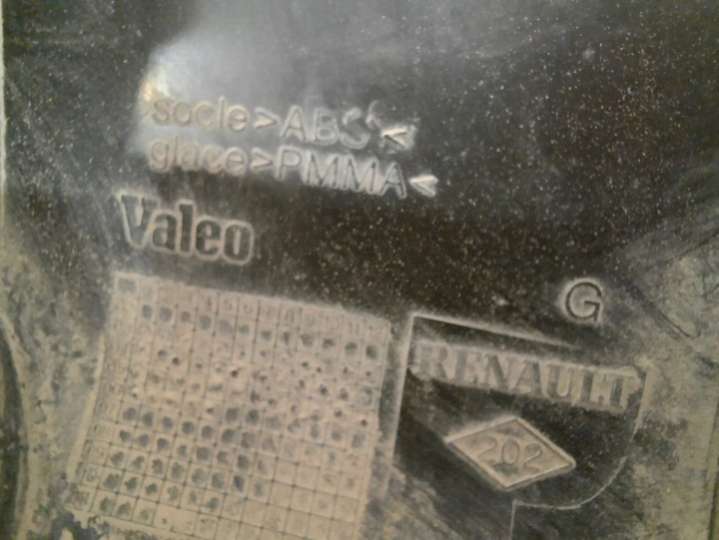 socle>ABS<
glace>PMMA<
Valeo
G
RENAULT
202